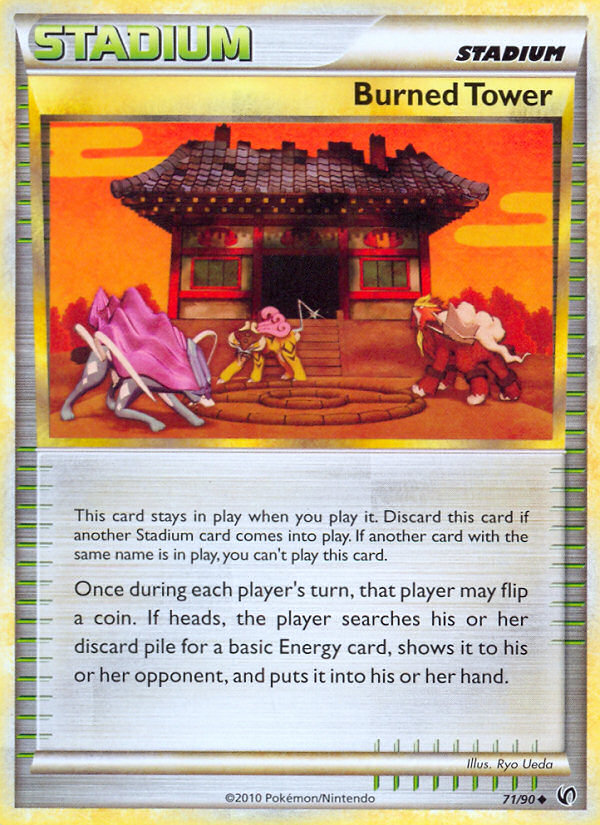 STADIUM
STADIUM
Burned Tower
This card stays in play when you play it. Discard this card if
another Stadium card comes into play. If another card with the
same name is in play, you can't play this card.
Once during each player's turn, that player may flip
a coin. If heads, the player searches his or her
discard pile for a basic Energy card, shows it to his
or her opponent, and puts it into his or her hand.
Illus. Ryo Ueda
©2010 Pokémon/Nintendo
71/90